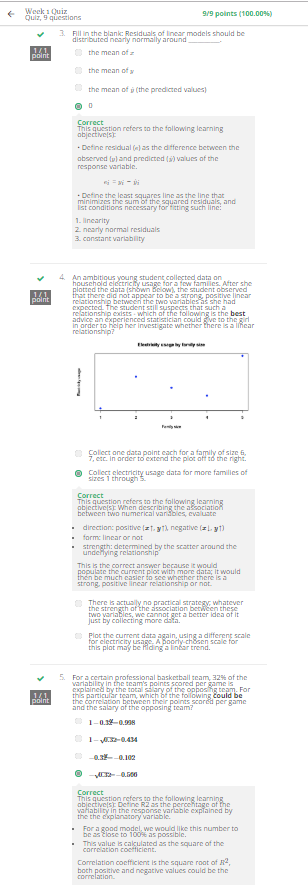 Week 1 Quiz
Quiz, 9 questions
9/9 points (100.00%)
3. Fill in the blank: Residuals of linear models should be
distributed nearly normally around ________.
1 / 1
point
the mean of x
the mean of y
the mean of ŷ (the predicted values)
0
Correct
This question refers to the following learning
objective(s):
• Define residual (e) as the difference between the
observed (y) and predicted (ŷ) values of the
response variable.
eᵢ = yᵢ − ŷᵢ
• Define the least squares line as the line that
minimizes the sum of the squared residuals, and
list conditions necessary for fitting such line:
1. linearity
2. nearly normal residuals
3. constant variability
4. An ambitious young student collected data on
household electricity usage for a few families. After she
plotted the data (shown below), the student observed
that there did not appear to be a strong, positive linear
relationship between the two variables as she had
expected. The student still suspects that such a
relationship exists - which of the following is the best
advice an experienced statistician could give to the girl
in order to help her investigate whether there is a linear
relationship?
1 / 1
point
Electricity usage by family size
Electricity usage
1 2 3 4 5
Family size
Collect one data point each for a family of size 6,
7, etc. in order to extend the plot off to the right.
Collect electricity usage data for more families of
sizes 1 through 5.
Correct
This question refers to the following learning
objective(s): When describing the association
between two numerical variables, evaluate
• direction: positive (x↑, y↑), negative (x↓, y↑)
• form: linear or not
• strength: determined by the scatter around the
underlying relationship
This is the correct answer because it would
populate the current plot with more data; it would
then be much easier to see whether there is a
strong, positive linear relationship or not.
There is actually no practical strategy: whatever
the strength of the association between these
two variables, we cannot get a better idea of it
just by collecting more data.
Plot the current data again, using a different scale
for electricity usage. A poorly-chosen scale for
this plot may be hiding a linear trend.
5. For a certain professional basketball team, 32% of the
variability in the team's points scored per game is
explained by the total salary of the opposing team. For
this particular team, which of the following could be
the correlation between their points scored per game
and the salary of the opposing team?
1 / 1
point
1−0.32²=0.898
1−√0.32=0.434
−0.32²=−0.102
−√0.32=−0.566
Correct
This question refers to the following learning
objective(s): Define R2 as the percentage of the
variability in the response variable explained by
the the explanatory variable.
• For a good model, we would like this number to
be as close to 100% as possible.
• This value is calculated as the square of the
correlation coefficient.
Correlation coefficient is the square root of R²,
both positive and negative values could be the
correlation.